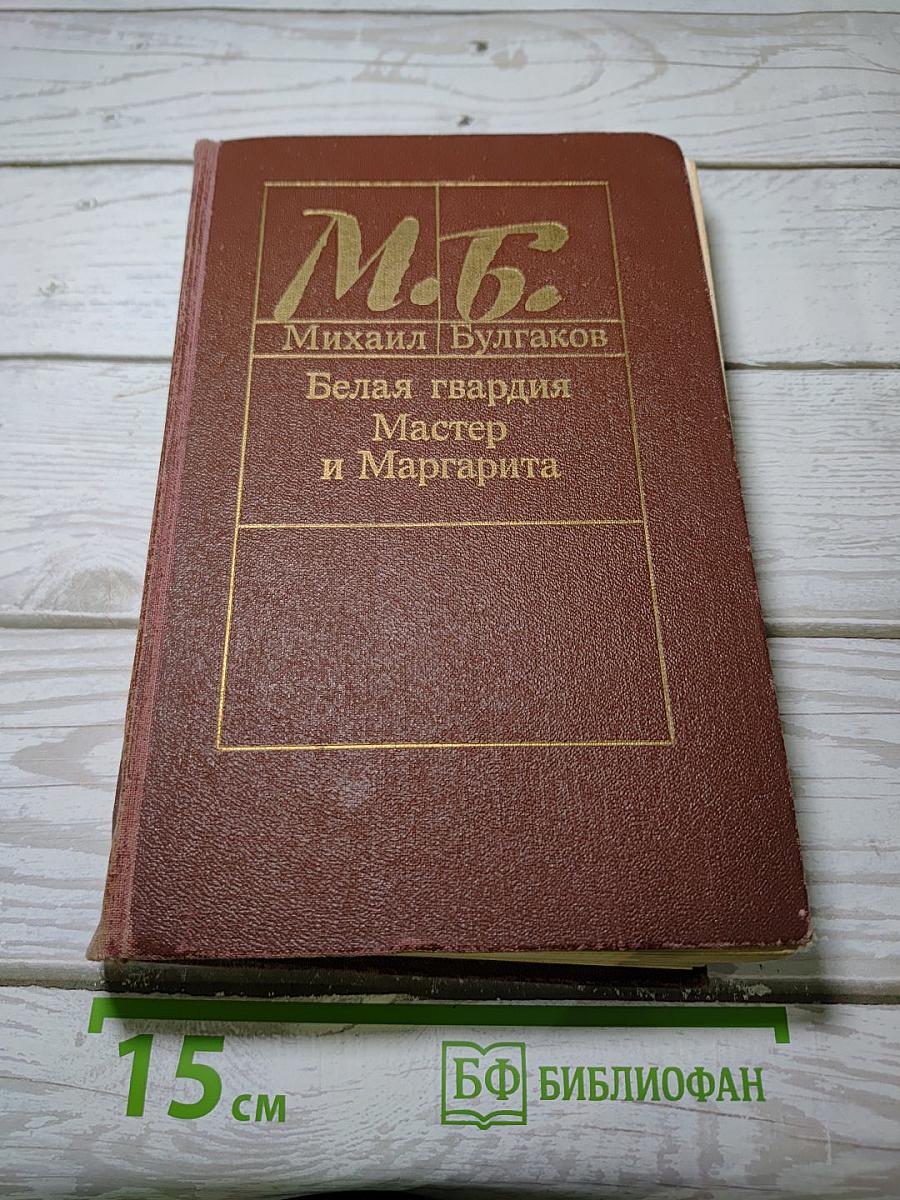 М. Б.
Михаил Булгаков
Белая гвардия
Мастер
и Маргарита
15 см
БФ БИБЛИОФАН